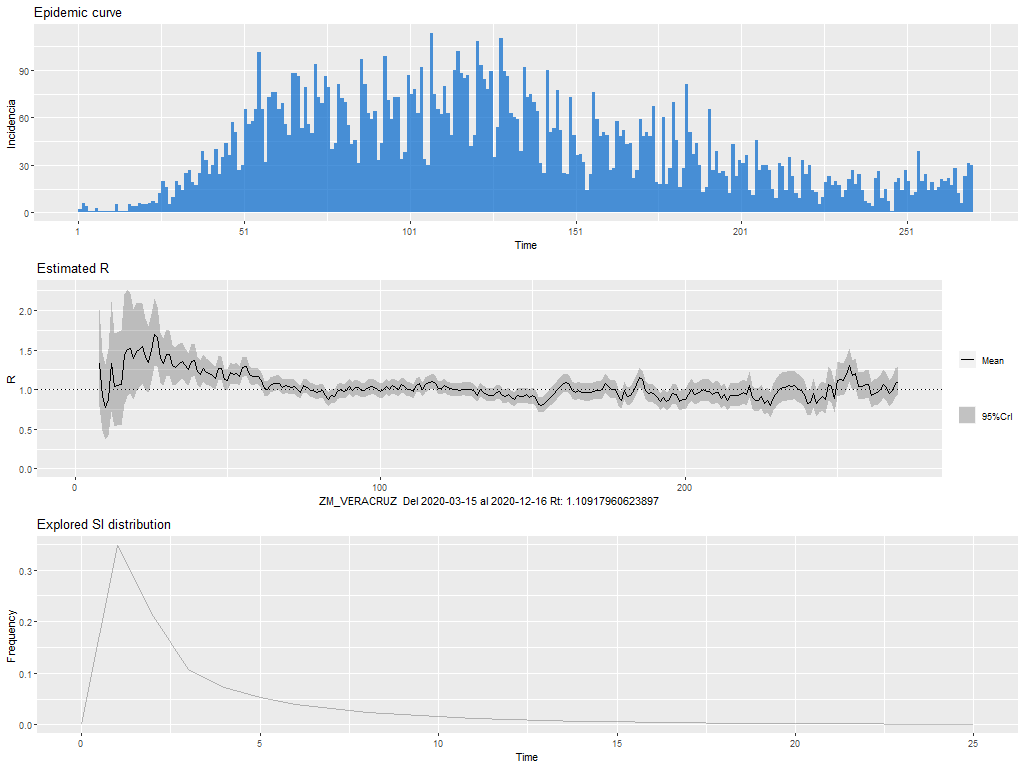 Epidemic curve
Incidencia
90
60
30
0
1
51
101
151
201
251
Time
Estimated R
R
2.0
1.5
1.0
0.5
0.0
0
100
200
ZM_VERACRUZ Del 2020-03-15 al 2020-12-16 Rt: 1.10917960623897
Mean
95%CrI
Explored SI distribution
Frequency
0.3
0.2
0.1
0.0
0
5
10
15
20
25
Time